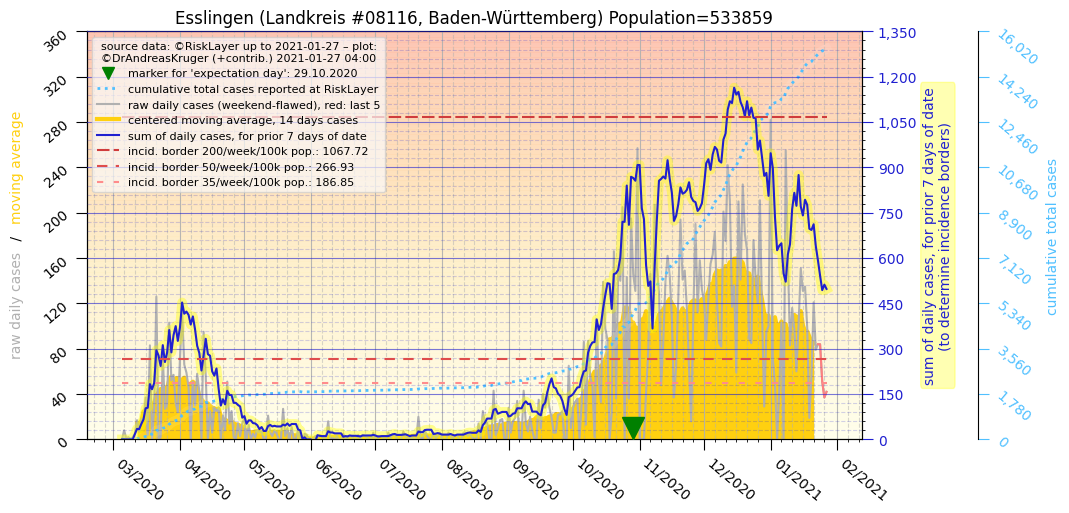 Esslingen (Landkreis #08116, Baden-Württemberg) Population=533859
source data: ©RiskLayer up to 2021-01-27 – plot:
©DrAndreasKruger (+contrib.) 2021-01-27 04:00
marker for 'expectation day': 29.10.2020
cumulative total cases reported at RiskLayer
raw daily cases (weekend-flawed), red: last 5
centered moving average, 14 days
sum of daily cases, for prior 7 days of date
incid. border 200/week/100k pop.: 1067.72
incid. border 50/week/100k pop.: 266.93
incid. border 35/week/100k pop.: 186.85
raw daily cases / moving average
360
320
280
240
200
160
120
80
40
0
03/2020
04/2020
05/2020
06/2020
07/2020
08/2020
09/2020
10/2020
11/2020
12/2020
01/2021
02/2021
1,350
1,200
1,050
900
750
600
450
300
150
0
sum of daily cases, for prior 7 days of date
(to determine incidence borders)
16,020
14,240
12,460
10,680
8,900
7,120
5,340
3,560
1,780
0
cumulative total cases